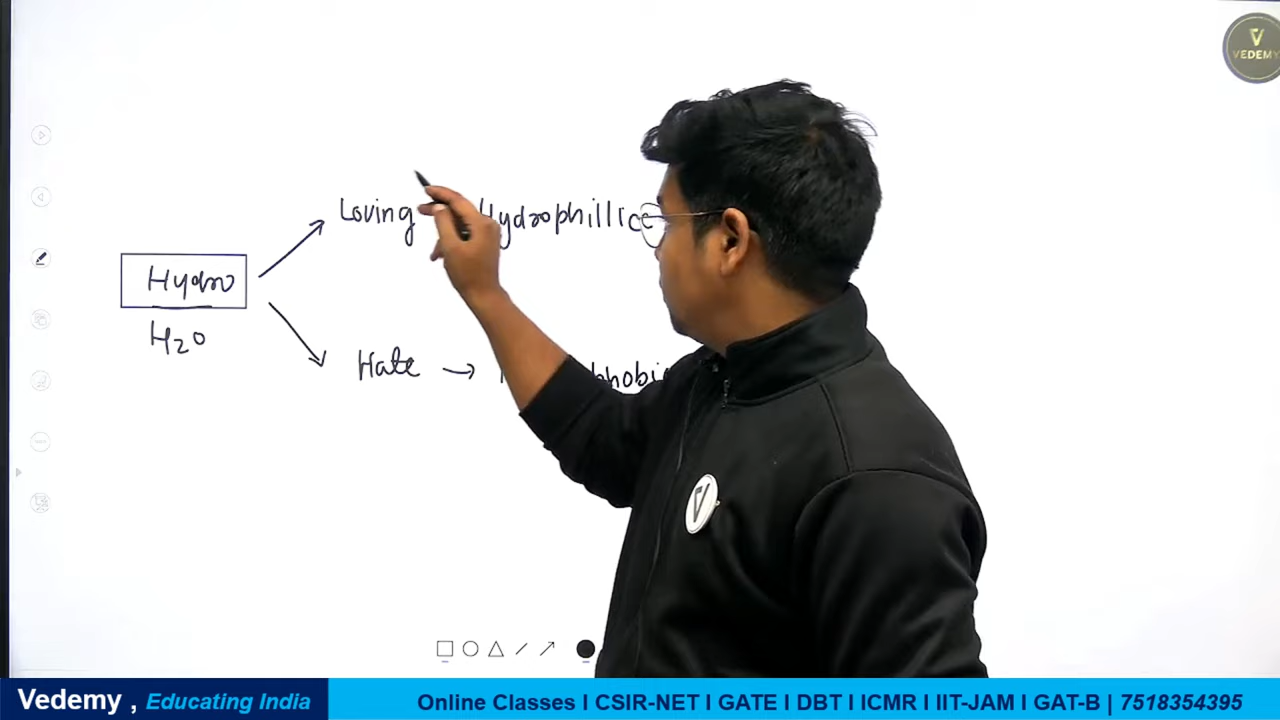 VEDEMY
Loving Hydrophillic
Hydro
H2O
Hate → phobi
Vedemy , Educating India
Online Classes I CSIR-NET I GATE I DBT I ICMR I IIT-JAM I GAT-B | 7518354395